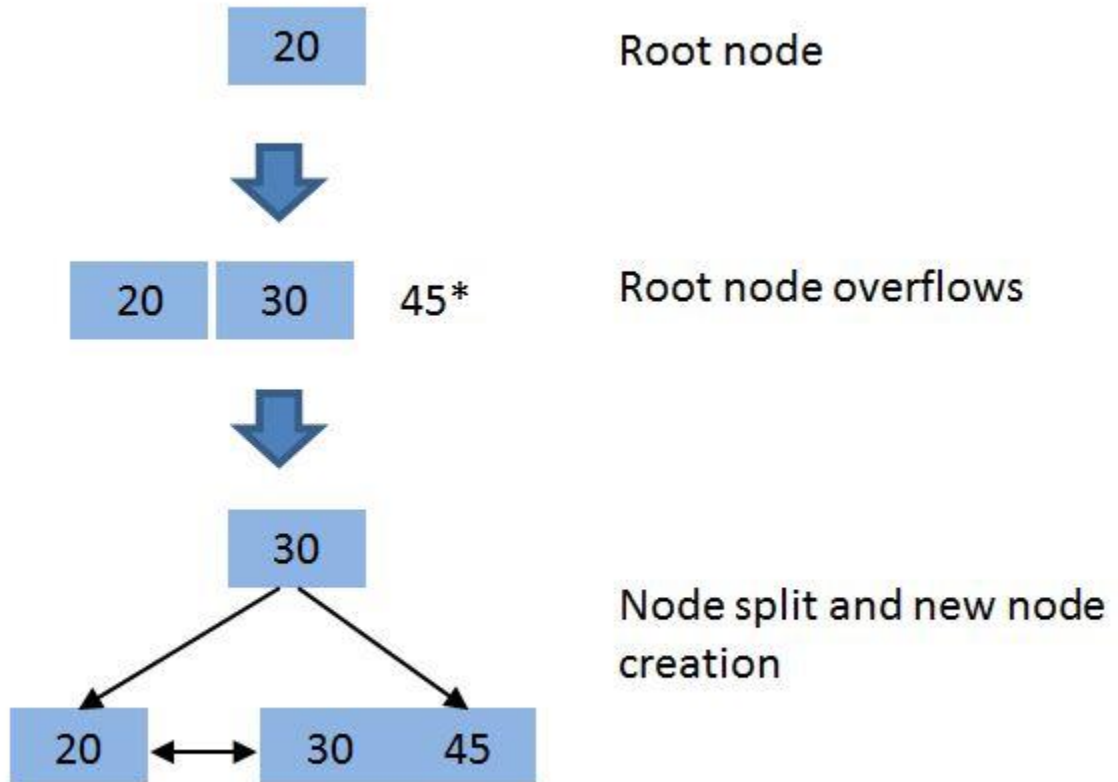 20 Root node
20 30 45* Root node overflows
30
Node split and new node
creation
20 30 45